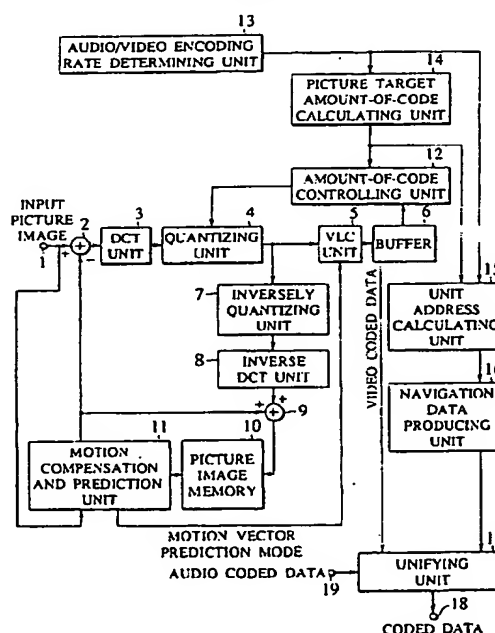 13
AUDIO/VIDEO ENCODING
RATE DETERMINING UNIT
14
PICTURE TARGET
AMOUNT-OF-CODE
CALCULATING UNIT
12
AMOUNT-OF-CODE
CONTROLLING UNIT
INPUT
PICTURE
IMAGE
1
2
+
−
3
DCT
UNIT
4
QUANTIZING
UNIT
5
VLC
UNIT
6
BUFFER
7
INVERSELY
QUANTIZING
UNIT
8
INVERSE
DCT UNIT
+
+
9
VIDEO CODED DATA
15
UNIT
ADDRESS
CALCULATING
UNIT
16
NAVIGATION
DATA
PRODUCING
UNIT
11
MOTION
COMPENSATION
AND PREDICTION
UNIT
10
PICTURE
IMAGE
MEMORY
MOTION VECTOR
PREDICTION MODE
AUDIO CODED DATA
19
UNIFYING
UNIT
18
CODED DATA